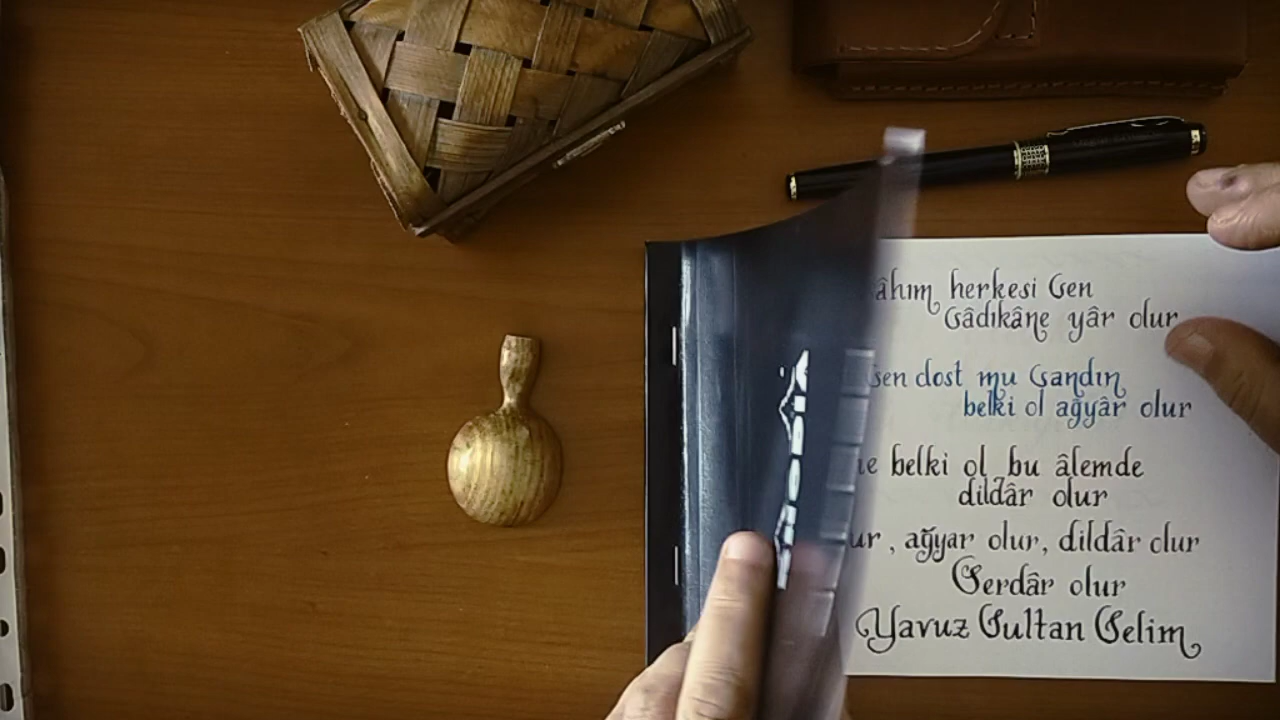 herkesi sen
sâdıkâne yâr olur
sen dost mu sandın
belki ol ağyâr olur
belki ol bu âlemde
dildâr olur
, ağyar olur, dildâr olur
Serdâr olur
Yavuz Sultan Selim